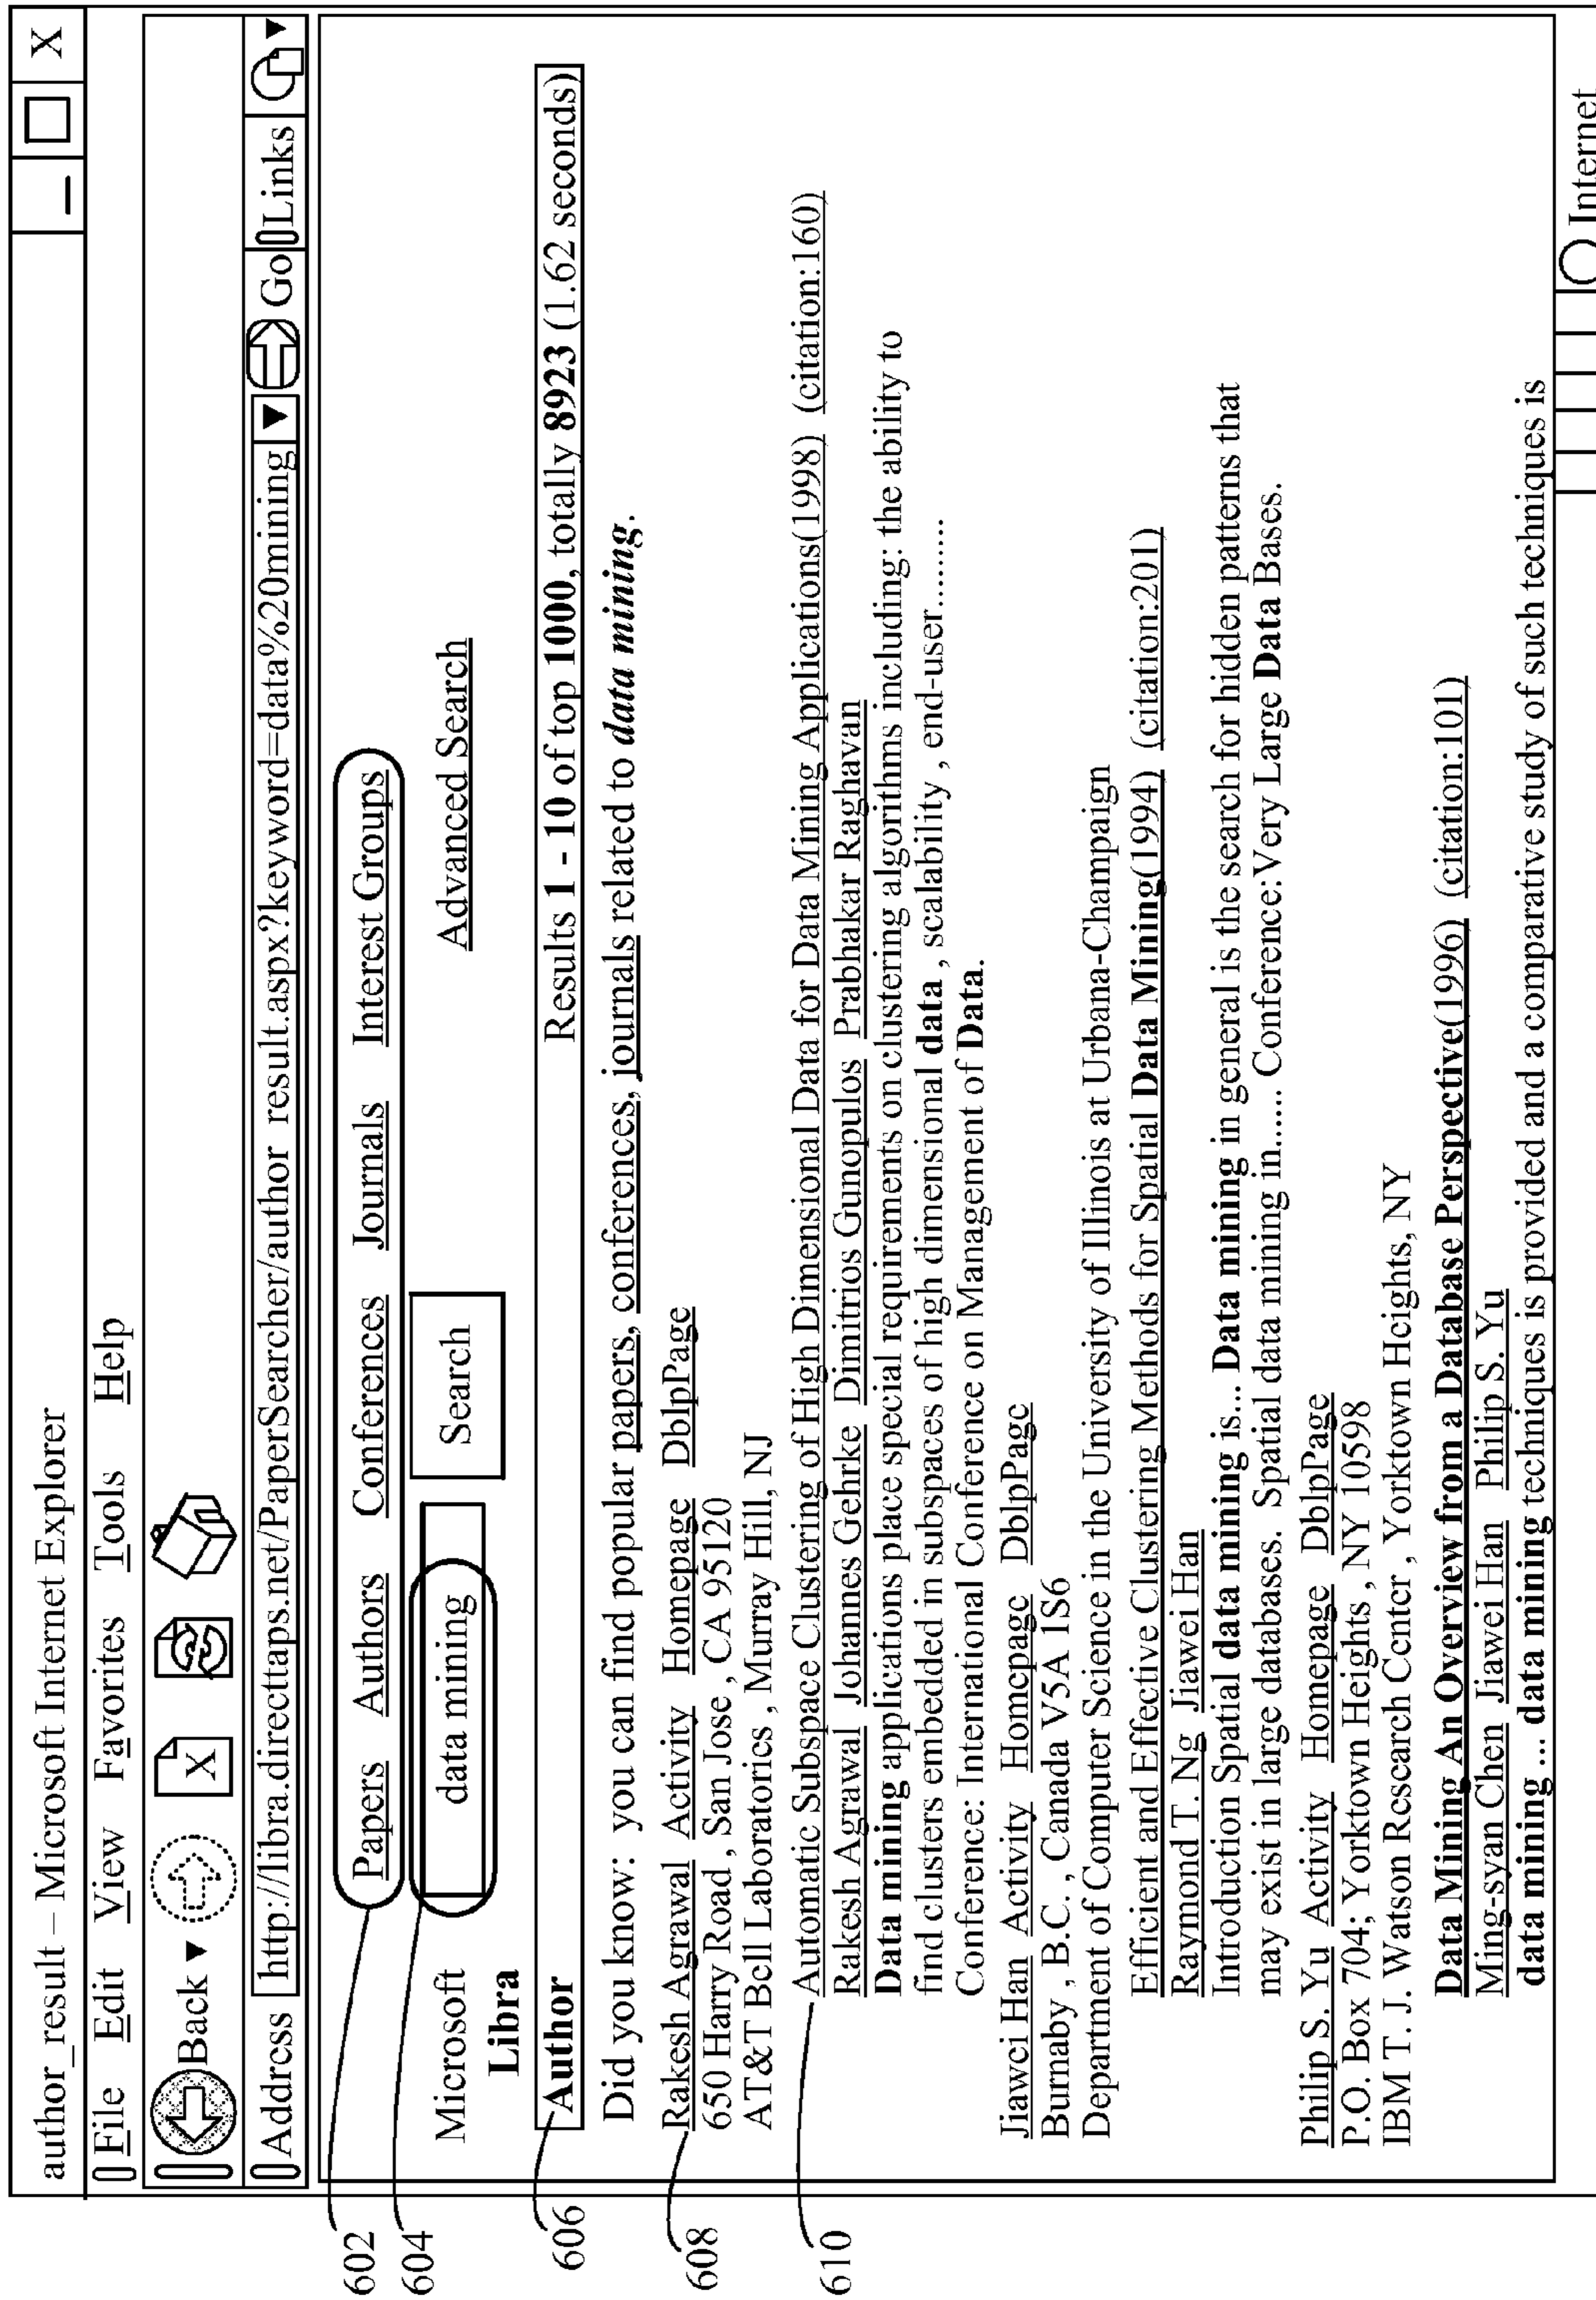 author_result – Microsoft Internet Explorer
X
File Edit View Favorites Tools Help
Back
X
Address http://libra.directtaps.net/PaperSearcher/author result.aspx?keyword=data%20mining Go Links
602
Papers Authors Conferences Journals Interest Groups
604
Microsoft data mining Search Advanced Search
Libra
606
Author Results 1 - 10 of top 1000, totally 8923 (1.62 seconds)
Did you know: you can find popular papers, conferences, journals related to data mining.
608
Rakesh Agrawal Activity Homepage DblpPage
650 Harry Road , San Jose , CA 95120
AT&T Bell Laboratories , Murray Hill, NJ
610
Automatic Subspace Clustering of High Dimensional Data for Data Mining Applications(1998) (citation:160)
Rakesh Agrawal Johannes Gehrke Dimitrios Gunopulos Prabhakar Raghavan
Data mining applications place special requirements on clustering algorithms including: the ability to
find clusters embedded in subspaces of high dimensional data , scalability , end-user..........
Conference: International Conference on Management of Data.
Jiawei Han Activity Homepage DblpPage
Burnaby , B.C. , Canada V5A 1S6
Department of Computer Science in the University of Illinois at Urbana-Champaign
Efficient and Effective Clustering Methods for Spatial Data Mining(1994) (citation:201)
Raymond T. Ng Jiawei Han
Introduction Spatial data mining is... Data mining in general is the search for hidden patterns that
may exist in large databases. Spatial data mining in...... Conference:Very Large Data Bases.
Philip S. Yu Activity Homepage DblpPage
P.O. Box 704; Yorktown Heights , NY 10598
IBM T. J. Watson Research Center , Yorktown Heights, NY
Data Mining An Overview from a Database Perspective(1996) (citation:101)
Ming-syan Chen Jiawei Han Philip S. Yu
data mining ... data mining techniques is provided and a comparative study of such techniques is
Internet